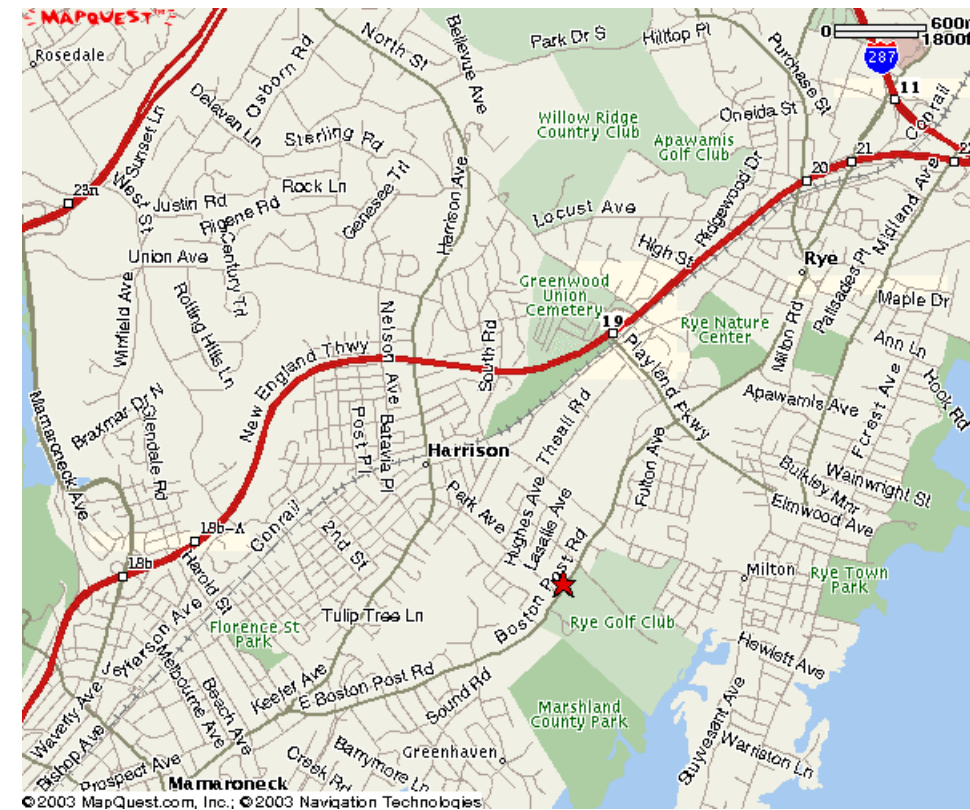 MAPQUEST
600m
0
1800ft
287
11
Conrail
North St
Bellevue Ave
Park Dr S
Hilltop Pl
Purchase St
Rosedale
Osborn Rd
Delaven Ln
Sunset Ln
Sterling Rd
Willow Ridge
Country Club
Oneida St
Apawamis
Golf Club
21
20
22
23n
West St
Justin Rd
Rock Ln
Rigene Rd
Genesee Trl
Harrison Ave
Locust Ave
Ridgewood Dr
High St
Midland Ave
Union Ave
Century Trl
Rye
Palisades Pl
Maple Dr
Winfield Ave
Rolling Hills Ln
Nelson Ave
South Rd
Greenwood
Union
Cemetery
19
Rye Nature
Center
Milton Rd
Ann Ln
Hook Rd
New England Thwy
Playland Pkwy
Mamaroneck Ave
Braxmar Dr N
Glendale Rd
Post Pl
Batavia Pl
Theall Rd
Apawamis Ave
Forrest Ave
Harrison
Fulton Ave
Bulkley Mnr
Wainwright St
Elmwood Ave
Park Ave
Hughes Ave
Lasalle Ave
18b-A
Conrail
2nd St
18b
Harold St
Boston Post Rd
Milton
Rye Town
Park
Tulip Tree Ln
Florence St
Park
Rye Golf Club
Jefferson Ave
Melbourne Ave
Beach Ave
Keeler Ave
E Boston Post Rd
Sound Rd
Hewlett Ave
Stuyvesant Ave
Marshland
County Park
Warriston Ln
Waverly Ave
Bishop Ave
Prospect Ave
Barrymore Ln
Greenhaven
Creek Rd
Mamaroneck
©2003 MapQuest.com, Inc.; ©2003 Navigation Technologies